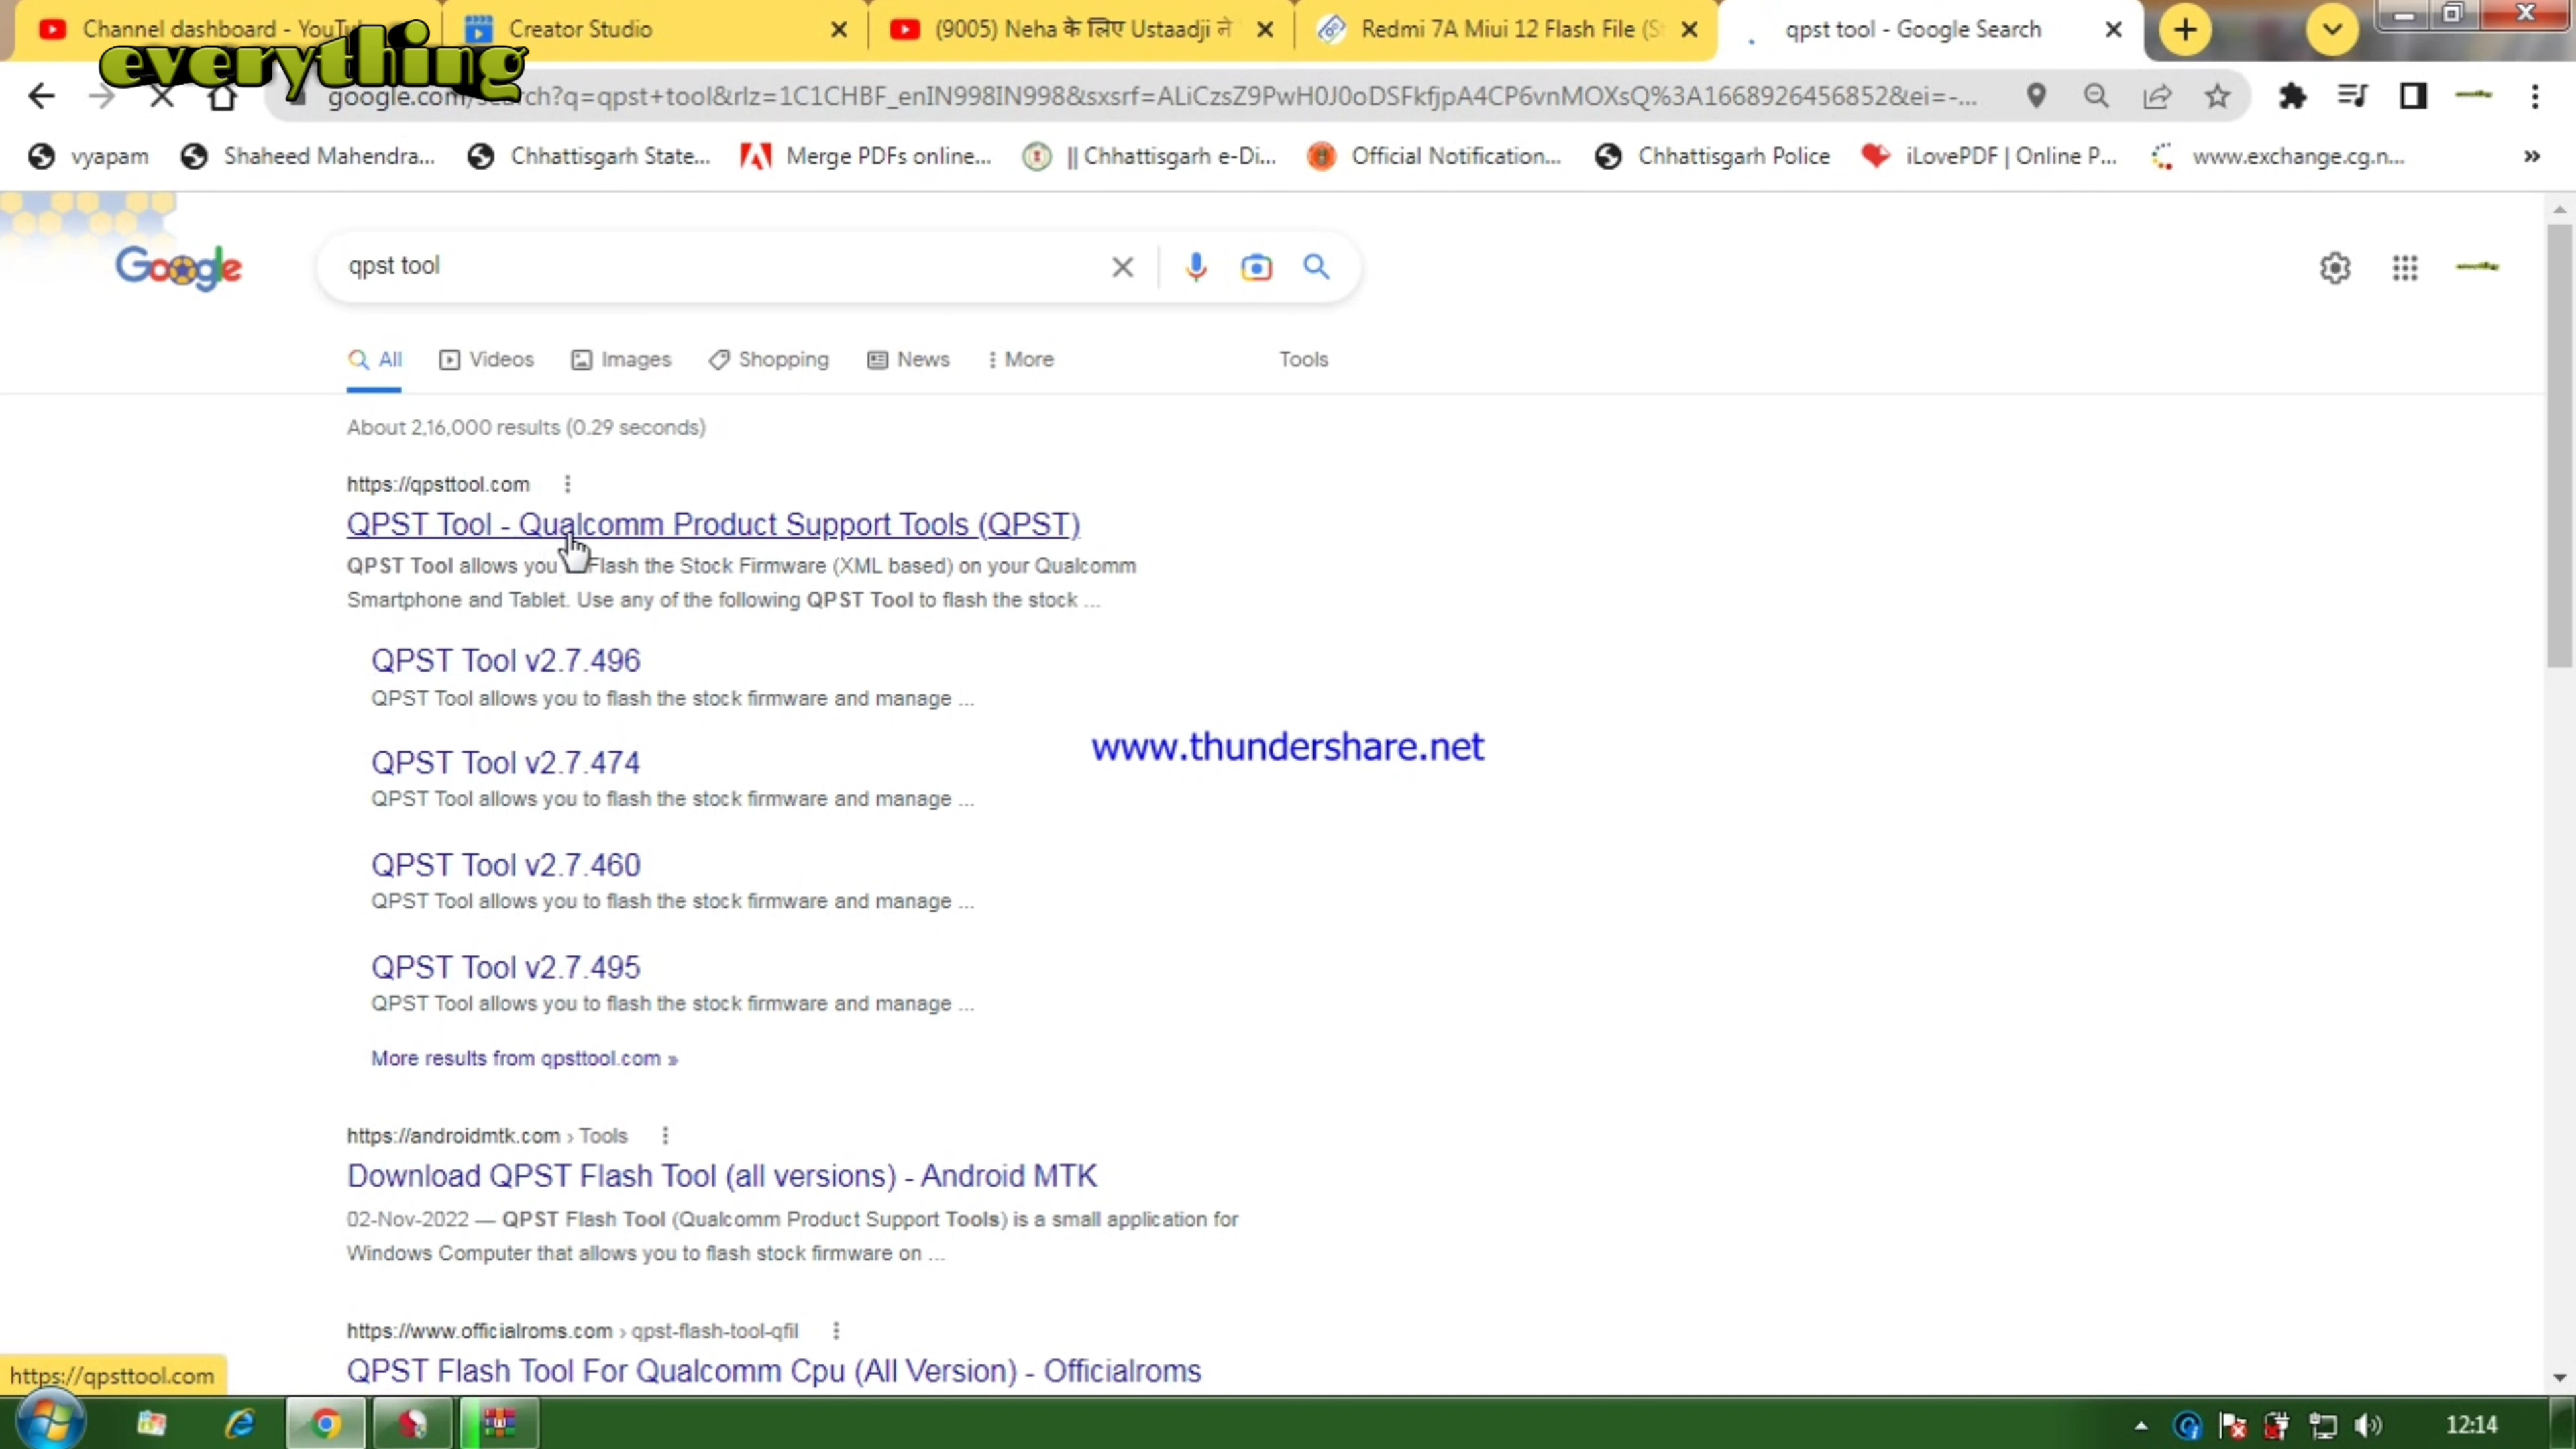 Channel dashboard - YouTu
Creator Studio
(9005) Neha के लिए Ustaadji ने
Redmi 7A Miui 12 Flash File (St
qpst tool - Google Search
everything
google.com/search?q=qpst+tool&rlz=1C1CHBF_enIN998IN998&sxsrf=ALiCzsZ9PwH0J0oDSFkfjpA4CP6vnMOXsQ%3A1668926456852&ei=-...
vyapam
Shaheed Mahendra...
Chhattisgarh State...
Merge PDFs online...
|| Chhattisgarh e-Di...
Official Notification...
Chhattisgarh Police
iLovePDF | Online P...
www.exchange.cg.n...
»
Google
qpst tool
All
Videos
Images
Shopping
News
More
Tools
About 2,16,000 results (0.29 seconds)
https://qpsttool.com
QPST Tool - Qualcomm Product Support Tools (QPST)
QPST Tool allows you Flash the Stock Firmware (XML based) on your Qualcomm
Smartphone and Tablet. Use any of the following QPST Tool to flash the stock ...
QPST Tool v2.7.496
QPST Tool allows you to flash the stock firmware and manage ...
www.thundershare.net
QPST Tool v2.7.474
QPST Tool allows you to flash the stock firmware and manage ...
QPST Tool v2.7.460
QPST Tool allows you to flash the stock firmware and manage ...
QPST Tool v2.7.495
QPST Tool allows you to flash the stock firmware and manage ...
More results from qpsttool.com »
https://androidmtk.com › Tools
Download QPST Flash Tool (all versions) - Android MTK
02-Nov-2022 — QPST Flash Tool (Qualcomm Product Support Tools) is a small application for
Windows Computer that allows you to flash stock firmware on ...
https://www.officialroms.com › qpst-flash-tool-qfil
QPST Flash Tool For Qualcomm Cpu (All Version) - Officialroms
https://qpsttool.com
12:14